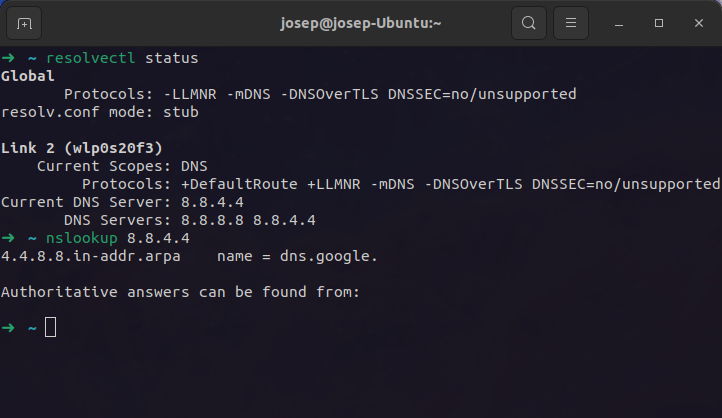 josep@josep-Ubuntu:~
➜ ~ resolvectl status
Global
Protocols: -LLMNR -mDNS -DNSOverTLS DNSSEC=no/unsupported
resolv.conf mode: stub
Link 2 (wlp0s20f3)
Current Scopes: DNS
Protocols: +DefaultRoute +LLMNR -mDNS -DNSOverTLS DNSSEC=no/unsupported
Current DNS Server: 8.8.4.4
DNS Servers: 8.8.8.8 8.8.4.4
➜ ~ nslookup 8.8.4.4
4.4.8.8.in-addr.arpa name = dns.google.
Authoritative answers can be found from:
➜ ~